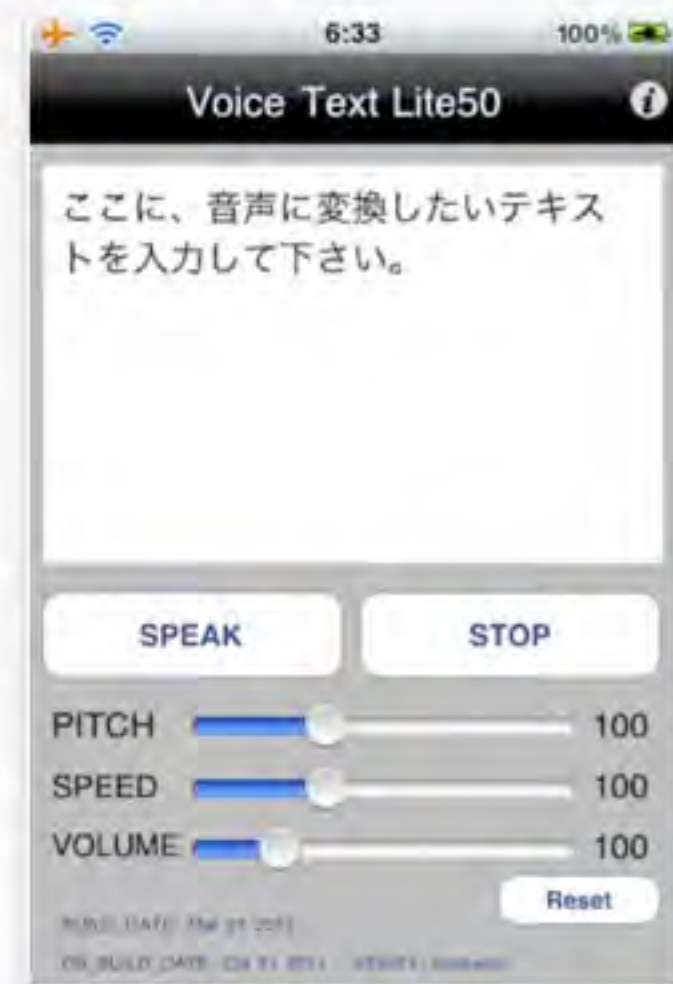 6:33 100%
Voice Text Lite50
ここに、音声に変換したいテキス
トを入力して下さい。
SPEAK STOP
PITCH 100
SPEED 100
VOLUME 100
Reset